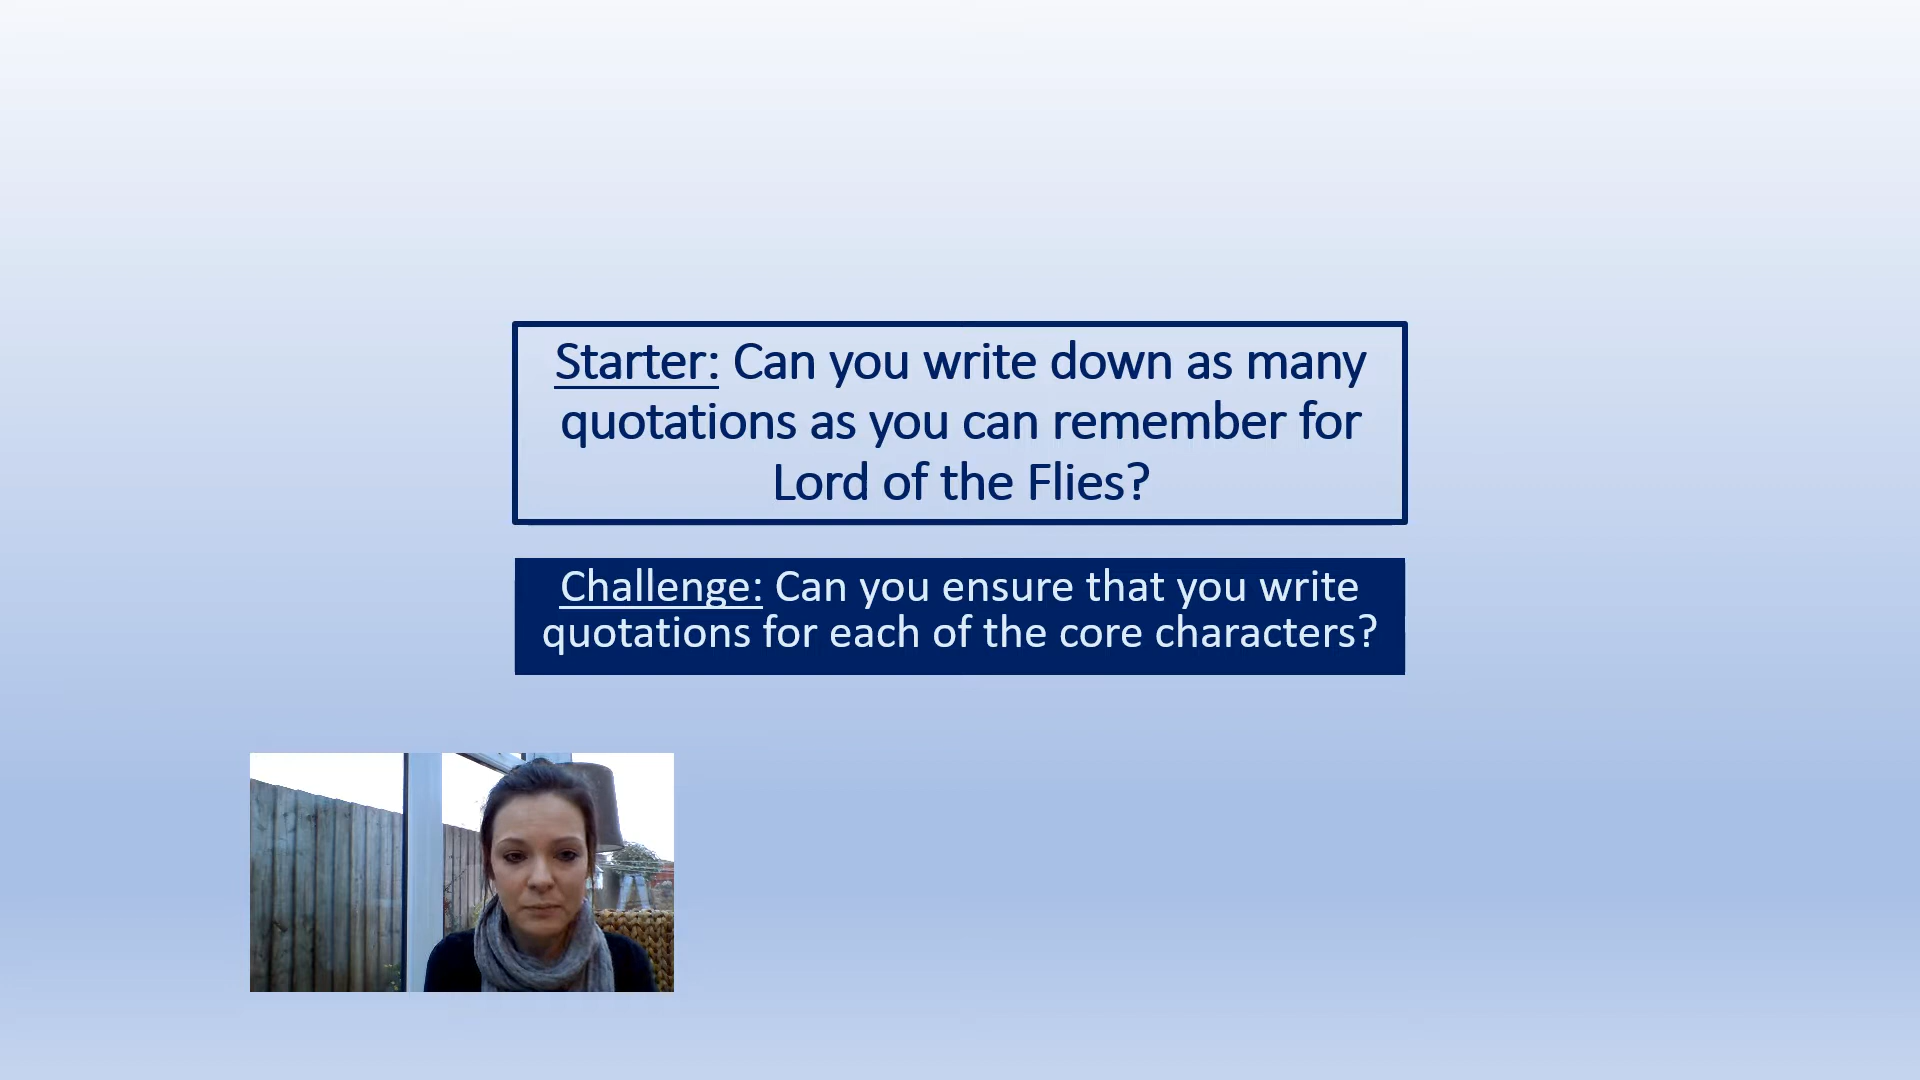 Starter: Can you write down as many
quotations as you can remember for
Lord of the Flies?
Challenge: Can you ensure that you write
quotations for each of the core characters?